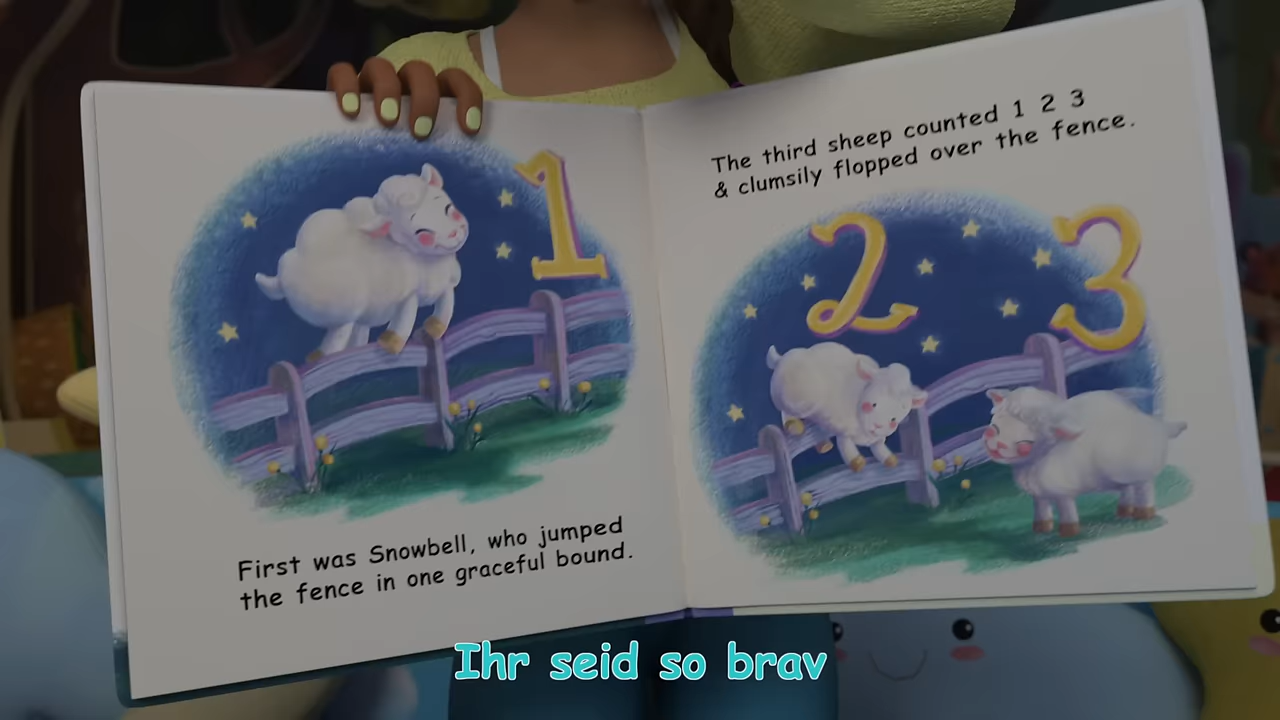 1
First was Snowbell, who jumped
the fence in one graceful bound.
The third sheep counted 1 2 3
& clumsily flopped over the fence.
2 3
Ihr seid so brav